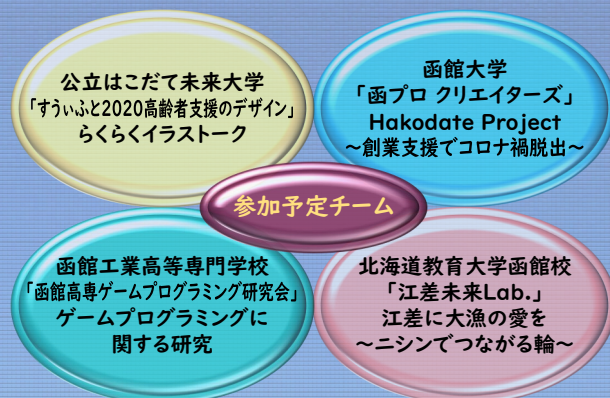 公立はこだて未来大学
「すうぃふと2020高齢者支援のデザイン」
らくらくイラストーク
函館大学
「函プロ クリエイターズ」
Hakodate Project
～創業支援でコロナ禍脱出～
参加予定チーム
函館工業高等専門学校
「函館高専ゲームプログラミング研究会」
ゲームプログラミングに
関する研究
北海道教育大学函館校
「江差未来Lab.」
江差に大漁の愛を
～ニシンでつながる輪～